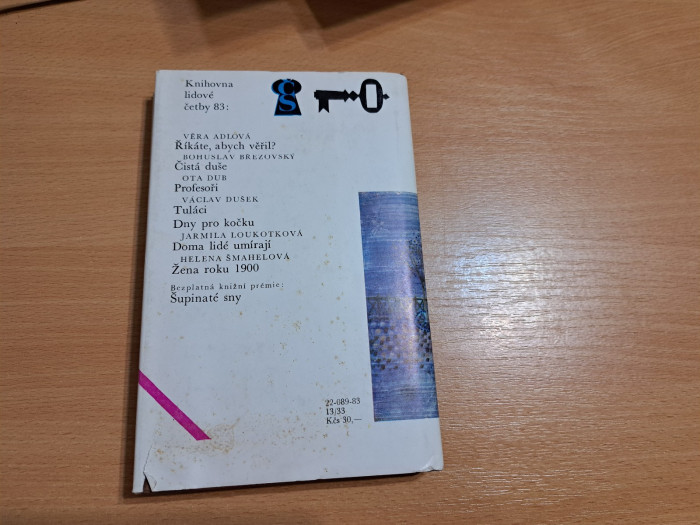 Knihovna
lidové
četby 83:
ČS
VĚRA ADLOVÁ
Říkáte, abych věřil?
BOHUSLAV BŘEZOVSKÝ
Čistá duše
OTA DUB
Profesoři
VÁCLAV DUŠEK
Tuláci
Dny pro kočku
JARMILA LOUKOTKOVÁ
Doma lidé umírají
HELENA ŠMAHELOVÁ
Žena roku 1900
Bezplatná knižní prémie:
Šupinaté sny
22-089-83
13/33
Kčs 30,—